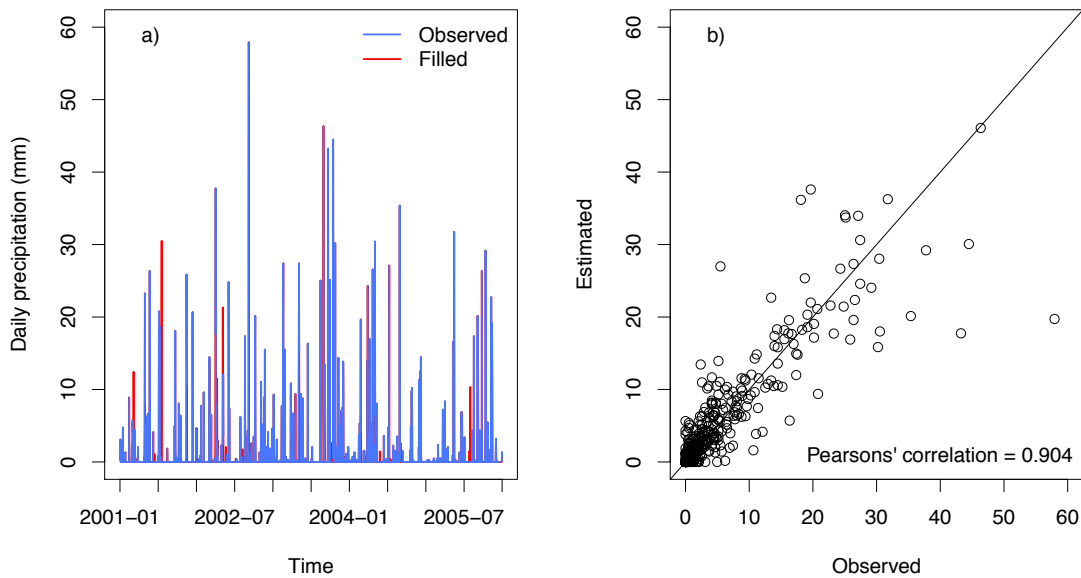 a)
Observed
Filled
Daily precipitation (mm)
60
50
40
30
20
10
0
2001−01
2002−07
2004−01
2005−07
Time
b)
Estimated
60
50
40
30
20
10
0
Pearsons' correlation = 0.904
0
10
20
30
40
50
60
Observed